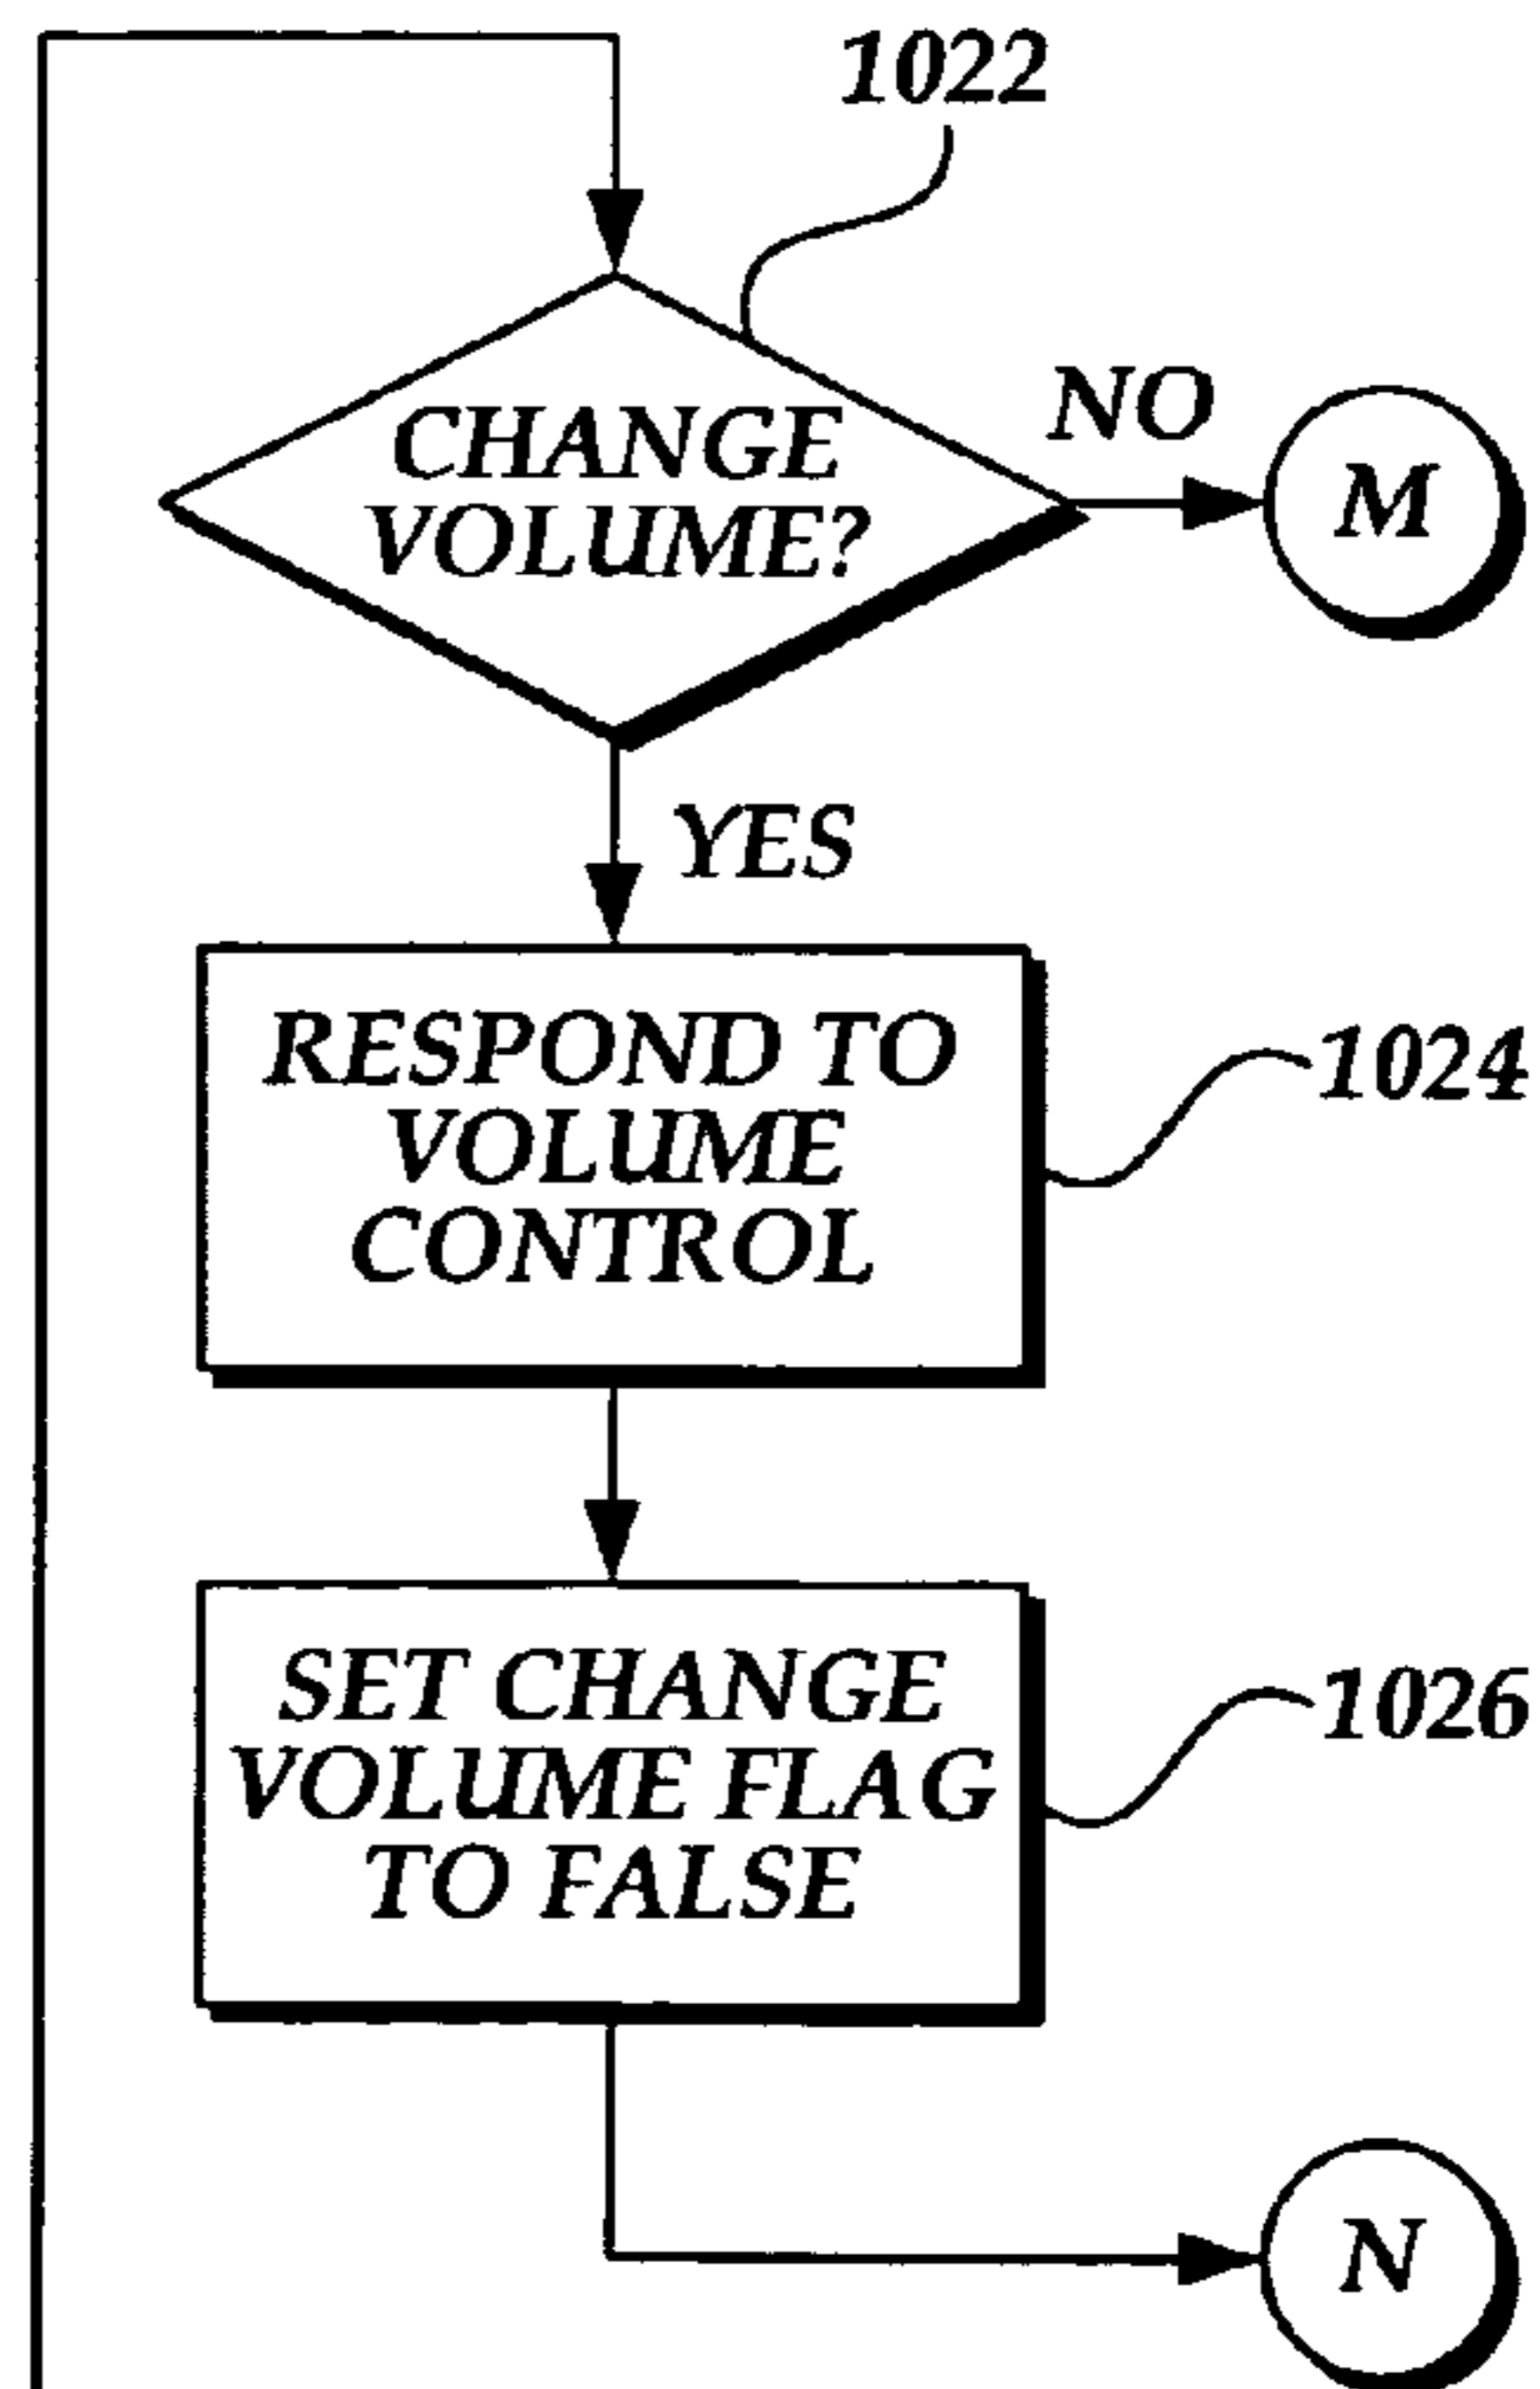 1022
CHANGE
VOLUME?
NO
M
YES
RESPOND TO
VOLUME
CONTROL
1024
SET CHANGE
VOLUME FLAG
TO FALSE
1026
N